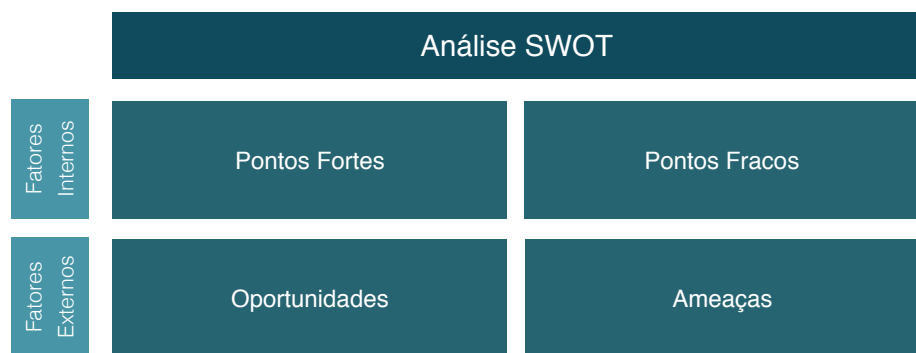 Análise SWOT
Fatores
Internos
Pontos Fortes
Pontos Fracos
Fatores
Externos
Oportunidades
Ameaças